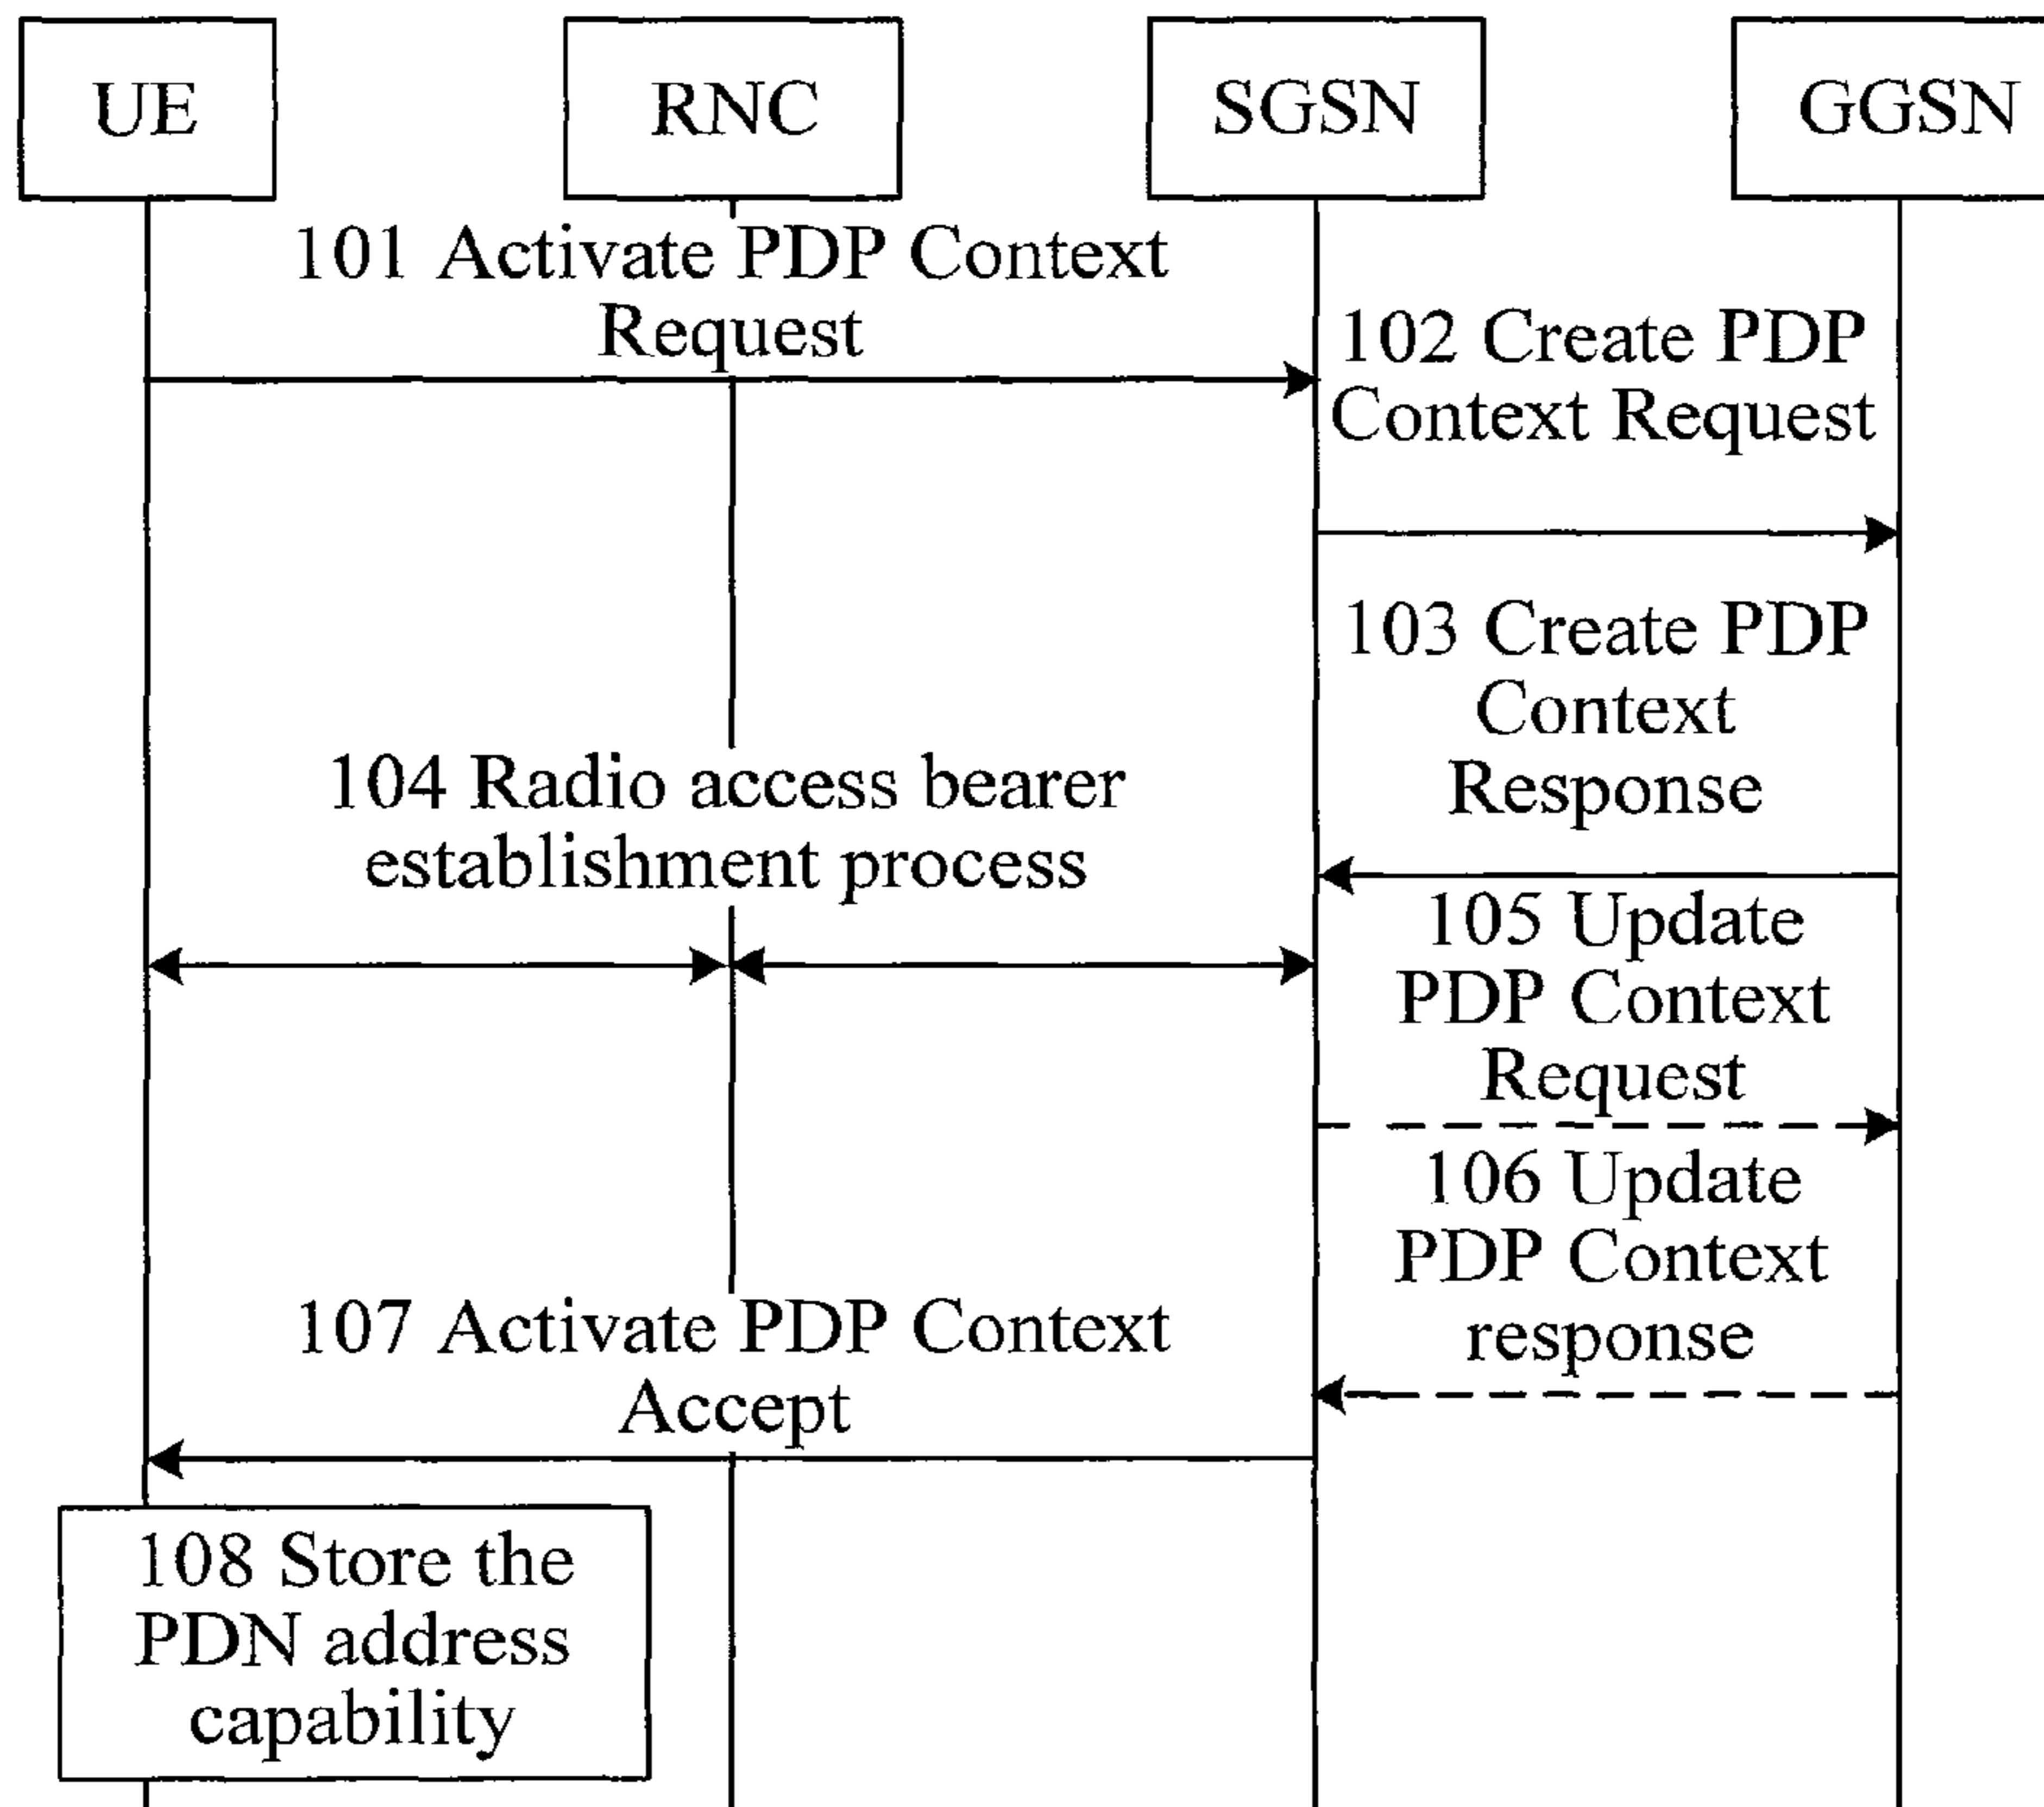 UE
RNC
SGSN
GGSN
101 Activate PDP Context
Request
102 Create PDP
Context Request
103 Create PDP
Context
Response
104 Radio access bearer
establishment process
105 Update
PDP Context
Request
106 Update
PDP Context
response
107 Activate PDP Context
Accept
108 Store the
PDN address
capability